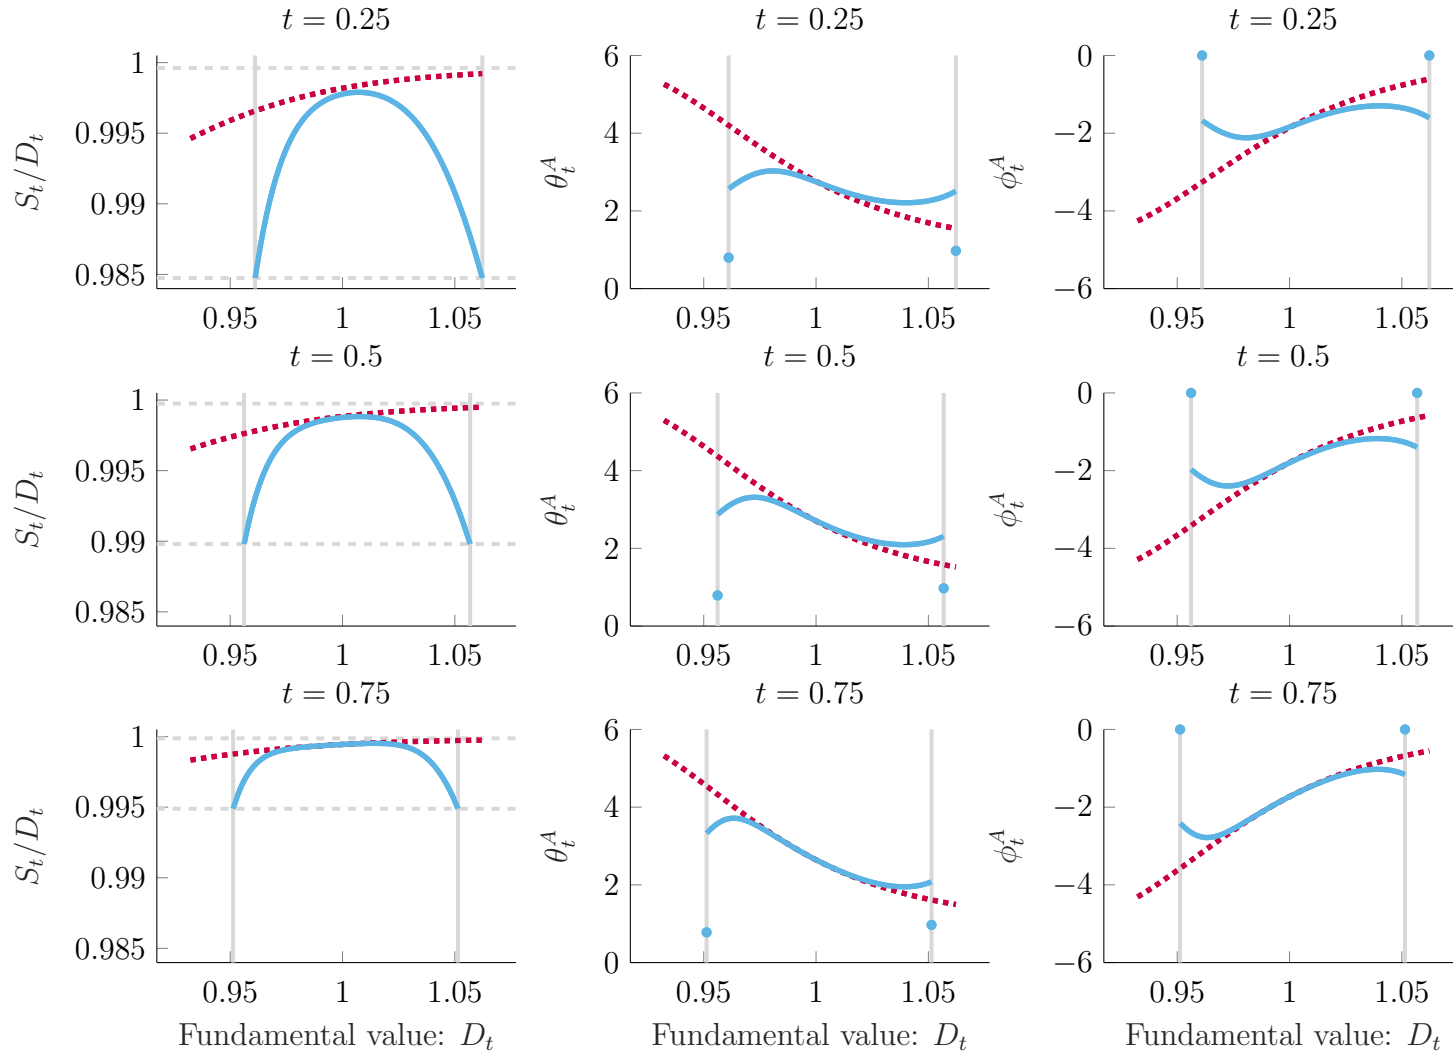 t = 0.25
t = 0.25
t = 0.25
S_t/D_t
1
0.995
0.99
0.985
0.95 1 1.05
θ_t^A
6
4
2
0
0.95 1 1.05
ϕ_t^A
0
−2
−4
−6
0.95 1 1.05
t = 0.5
t = 0.5
t = 0.5
S_t/D_t
1
0.995
0.99
0.985
0.95 1 1.05
θ_t^A
6
4
2
0
0.95 1 1.05
ϕ_t^A
0
−2
−4
−6
0.95 1 1.05
t = 0.75
t = 0.75
t = 0.75
S_t/D_t
1
0.995
0.99
0.985
0.95 1 1.05
Fundamental value: D_t
θ_t^A
6
4
2
0
0.95 1 1.05
Fundamental value: D_t
ϕ_t^A
0
−2
−4
−6
0.95 1 1.05
Fundamental value: D_t